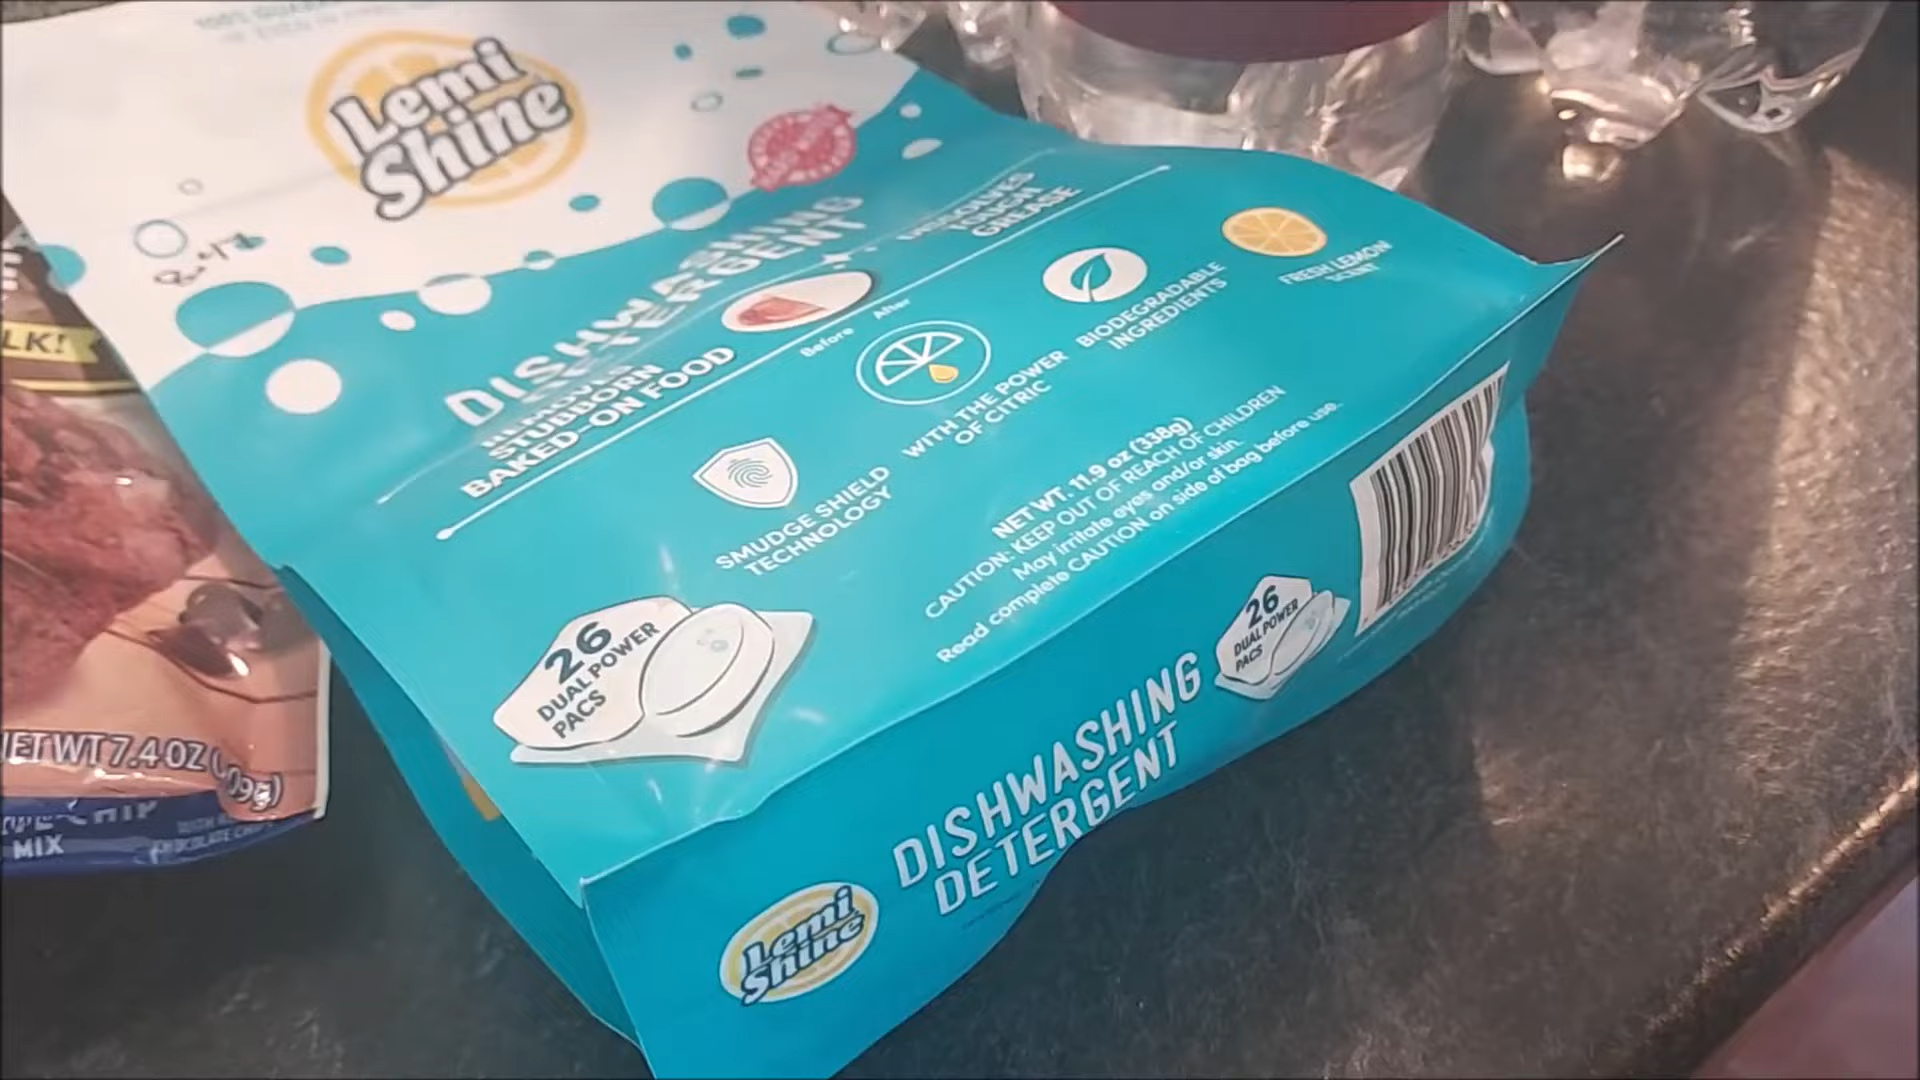 Lemi
Shine
DISHWASHING
DETERGENT
REMOVES
STUBBORN
BAKED-ON FOOD
Before
After
DISSOLVES
TOUGH
GREASE
SMUDGE SHIELD
TECHNOLOGY
WITH THE POWER
OF CITRIC
BIODEGRADABLE
INGREDIENTS
FRESH LEMON
SCENT
26
DUAL POWER
PACS
NET WT. 11.9 oz (338g)
CAUTION: KEEP OUT OF REACH OF CHILDREN
May irritate eyes and/or skin.
Read complete CAUTION on side of bag before use.
Lemi
Shine
DISHWASHING
DETERGENT
26
DUAL POWER
PACS
LK!
NET WT 7.4 OZ
CHIP
MIX